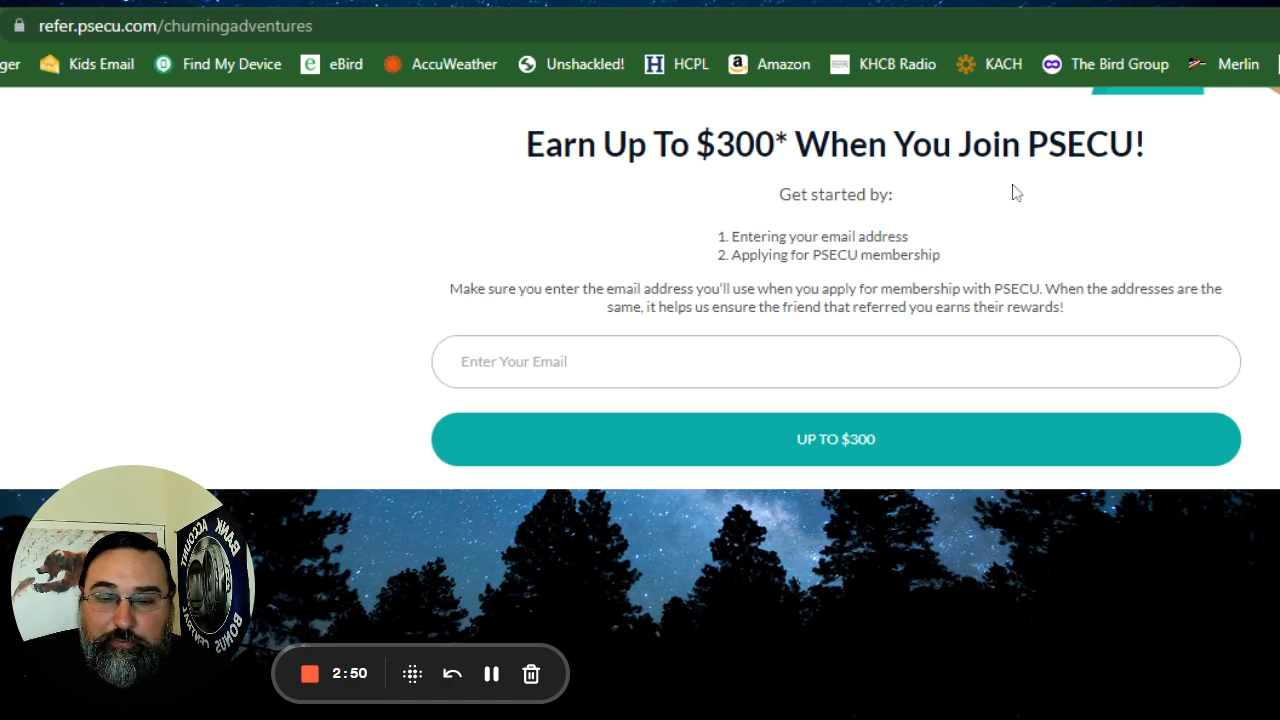 refer.psecu.com/churningadventures
ger Kids Email Find My Device eBird AccuWeather Unshackled! HCPL Amazon KHCB Radio KACH The Bird Group Merlin
Earn Up To $300* When You Join PSECU!
Get started by:
1. Entering your email address
2. Applying for PSECU membership
Make sure you enter the email address you'll use when you apply for membership with PSECU. When the addresses are the
same, it helps us ensure the friend that referred you earns their rewards!
Enter Your Email
UP TO $300
BANK ACCOUNT
BONUS CENTRAL
2:50